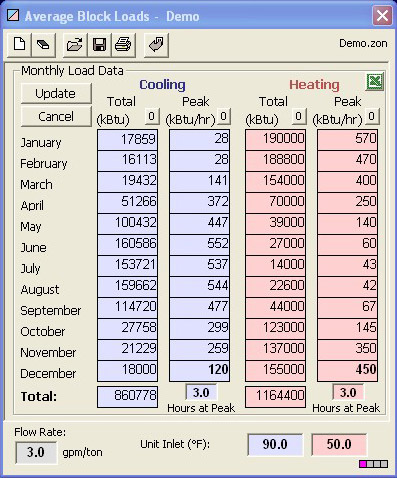 Average Block Loads - Demo
Demo.zon
Monthly Load Data
Update
Cancel
Cooling Heating
Total Peak Total Peak
(kBtu) 0 (kBtu/hr) 0 (kBtu) 0 (kBtu/hr) 0
January 17859 28 190000 570
February 16113 28 188800 470
March 19432 141 154000 400
April 51266 372 70000 250
May 100432 447 39000 140
June 160586 552 27000 60
July 153721 537 14000 43
August 159662 544 22600 42
September 114720 477 44000 67
October 27758 299 123000 145
November 21229 259 137000 350
December 18000 120 155000 450
Total: 860778 3.0 1164400 3.0
Hours at Peak Hours at Peak
Flow Rate:
3.0 gpm/ton Unit Inlet (°F): 90.0 50.0